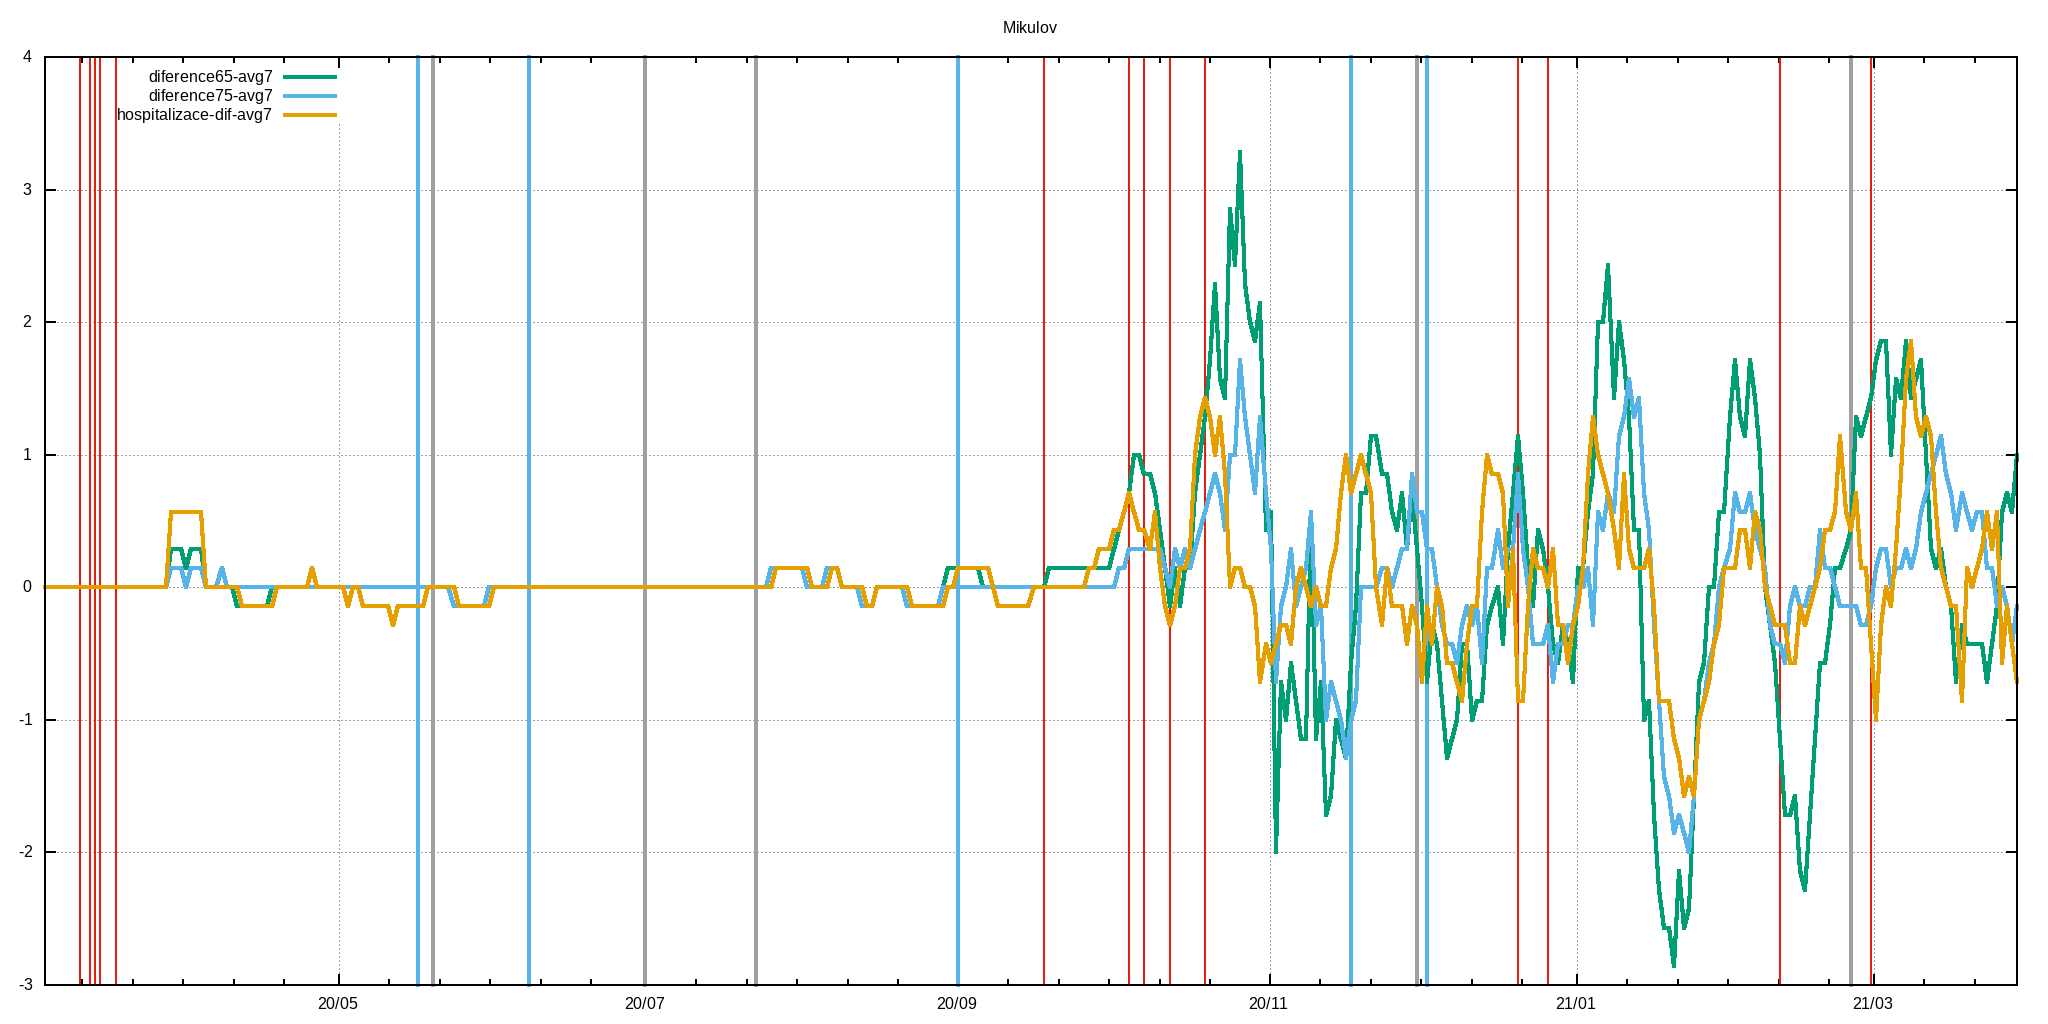 Mikulov
4
diference65-avg7
diference75-avg7
hospitalizace-dif-avg7
3
2
1
0
-1
-2
-3
20/05 20/07 20/09 20/11 21/01 21/03